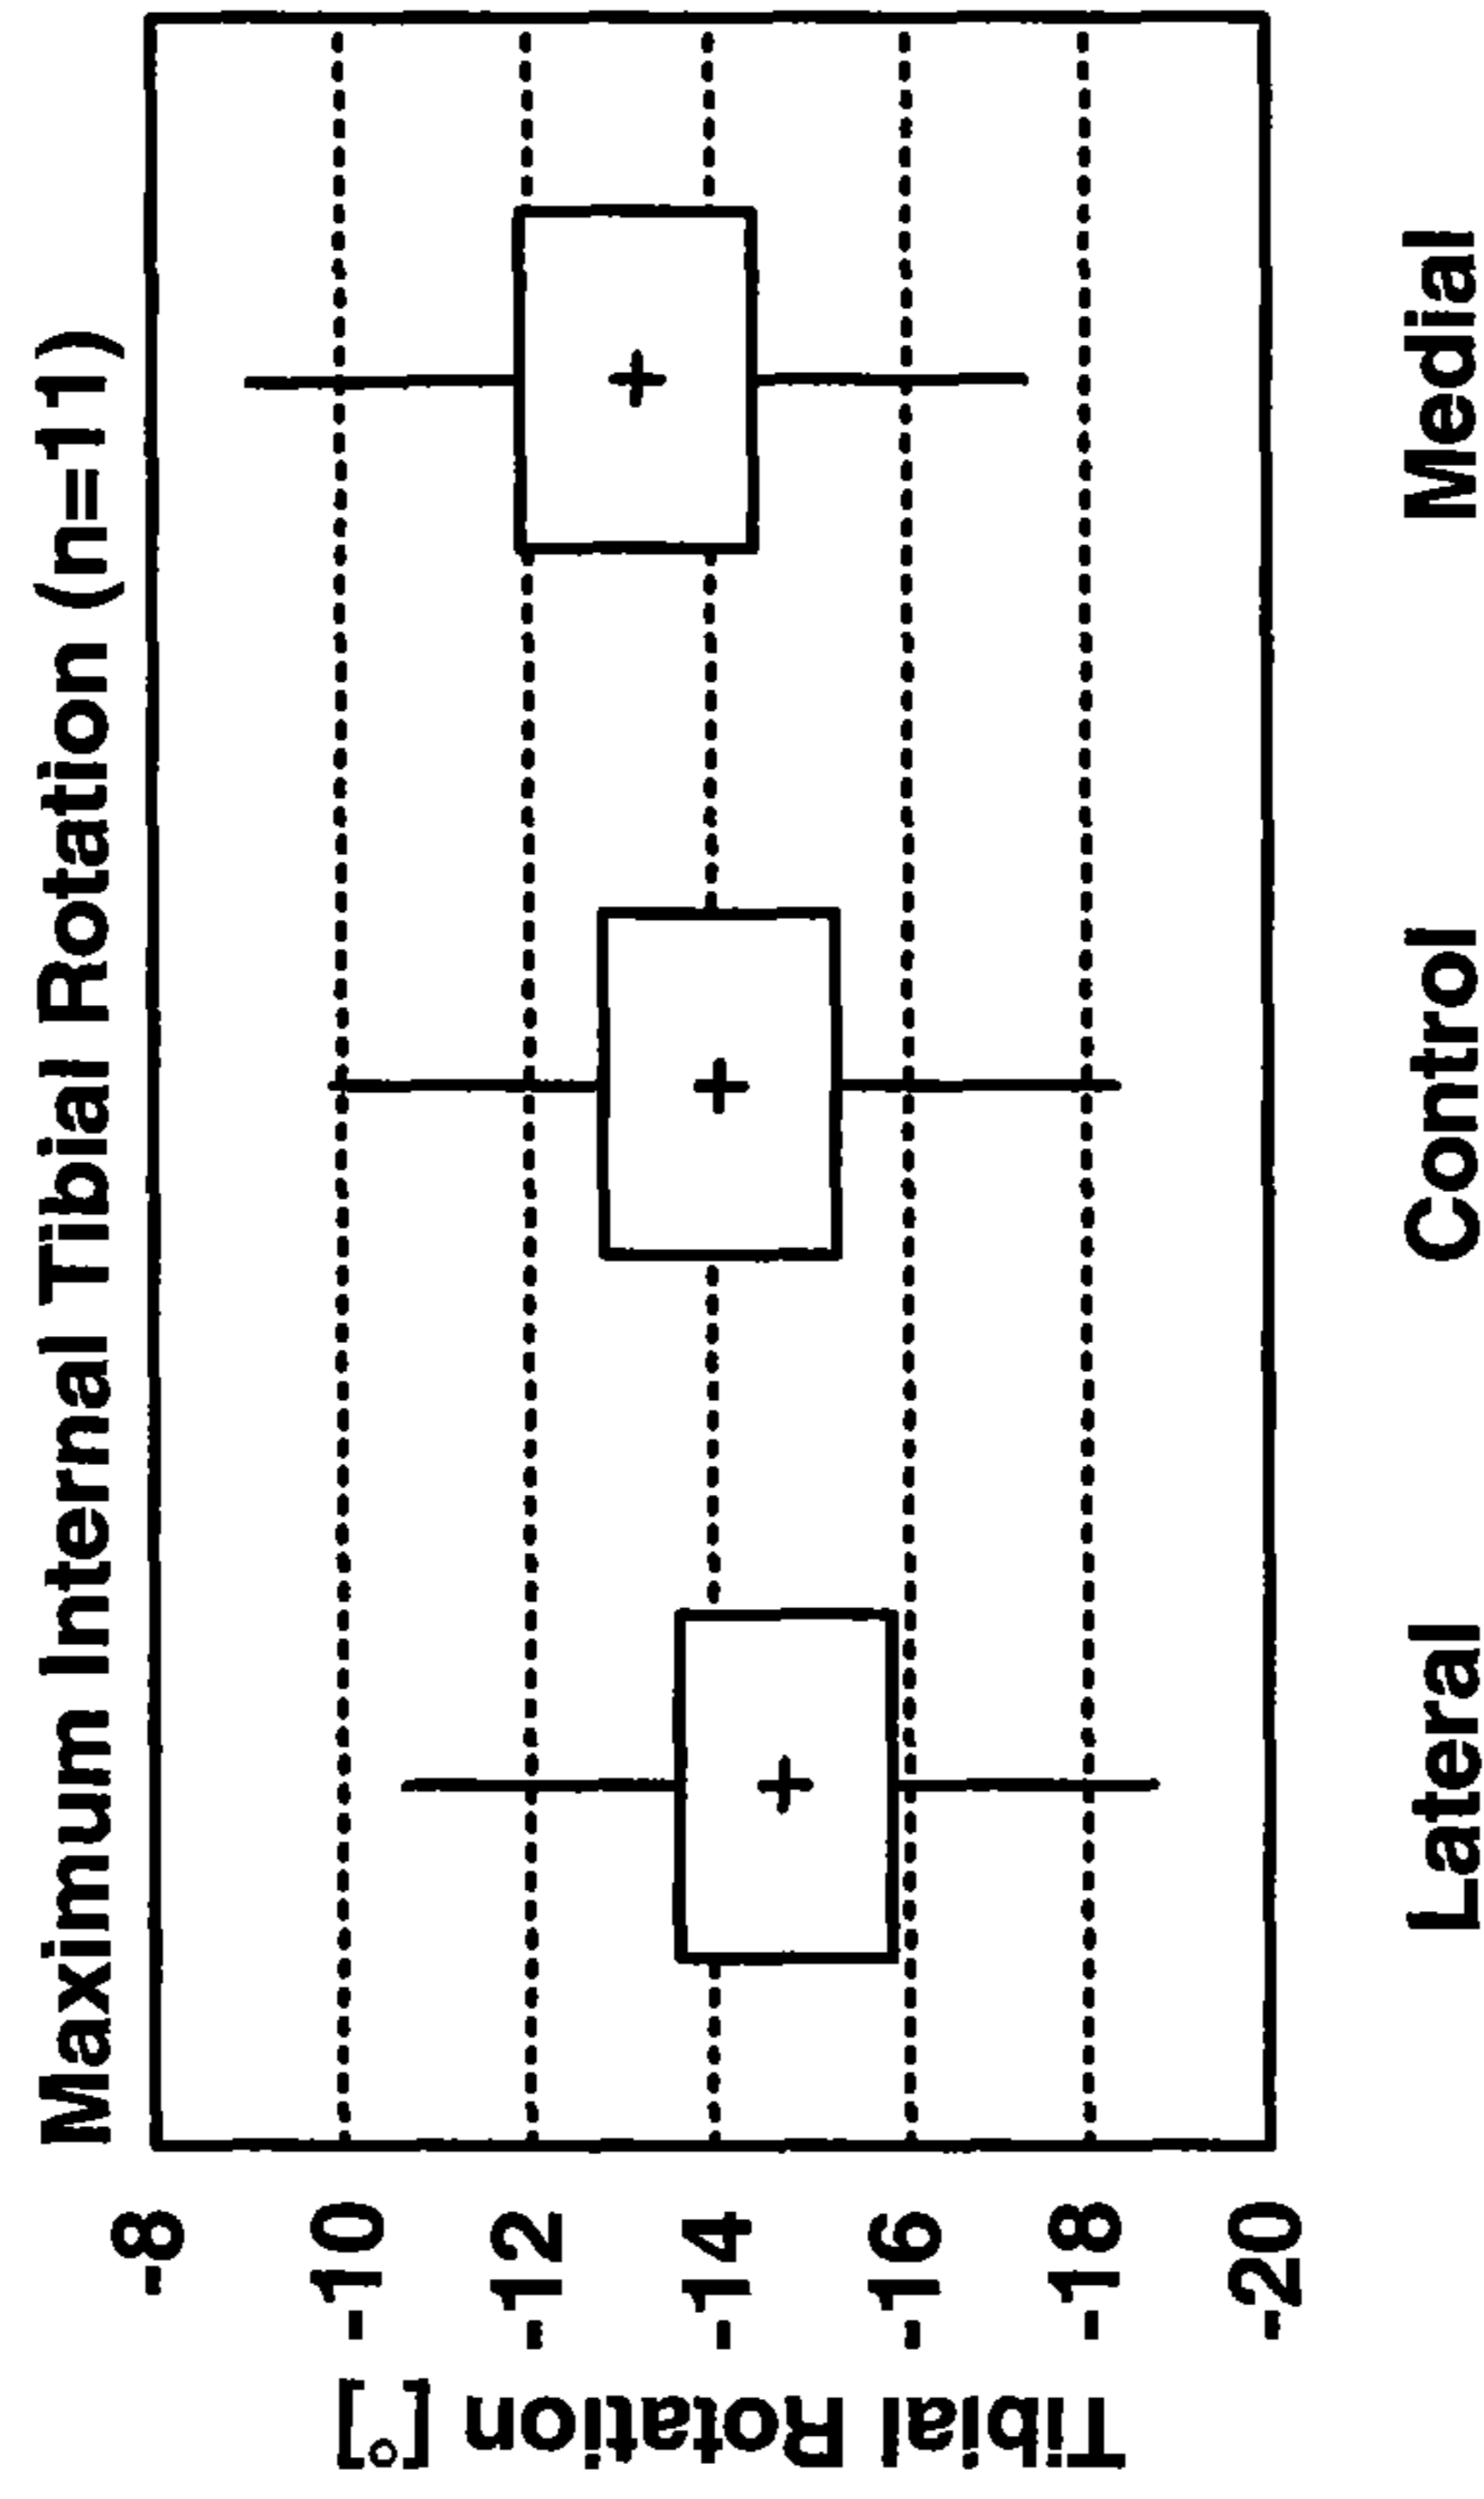 Maximum Internal Tibial Rotation (n=11)
Tibial Rotation [°]
-8
-10
-12
-14
-16
-18
-20
Lateral Control Medial